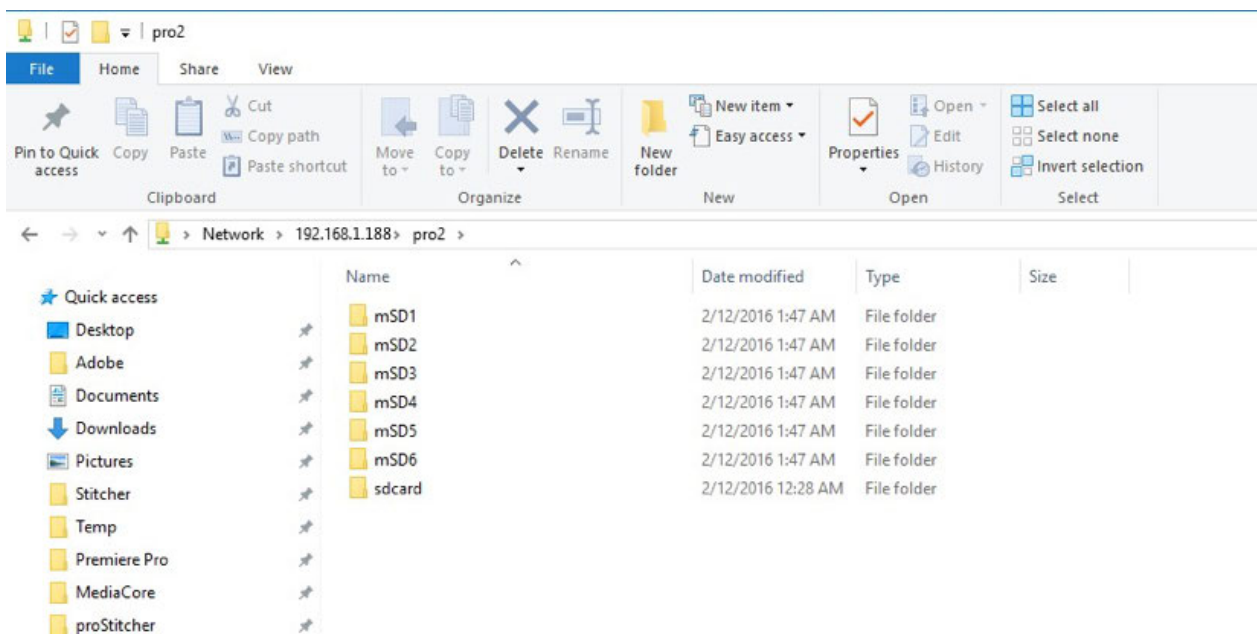 pro2
File Home Share View
Pin to Quick access
Copy
Paste
Cut
Copy path
Paste shortcut
Clipboard
Move to
Copy to
Delete
Rename
Organize
New folder
New item
Easy access
New
Properties
Open
Edit
History
Open
Select all
Select none
Invert selection
Select
Network > 192.168.1.188 > pro2 >
Name Date modified Type Size
Quick access
Desktop
Adobe
Documents
Downloads
Pictures
Stitcher
Temp
Premiere Pro
MediaCore
proStitcher
mSD1 2/12/2016 1:47 AM File folder
mSD2 2/12/2016 1:47 AM File folder
mSD3 2/12/2016 1:47 AM File folder
mSD4 2/12/2016 1:47 AM File folder
mSD5 2/12/2016 1:47 AM File folder
mSD6 2/12/2016 1:47 AM File folder
sdcard 2/12/2016 12:28 AM File folder